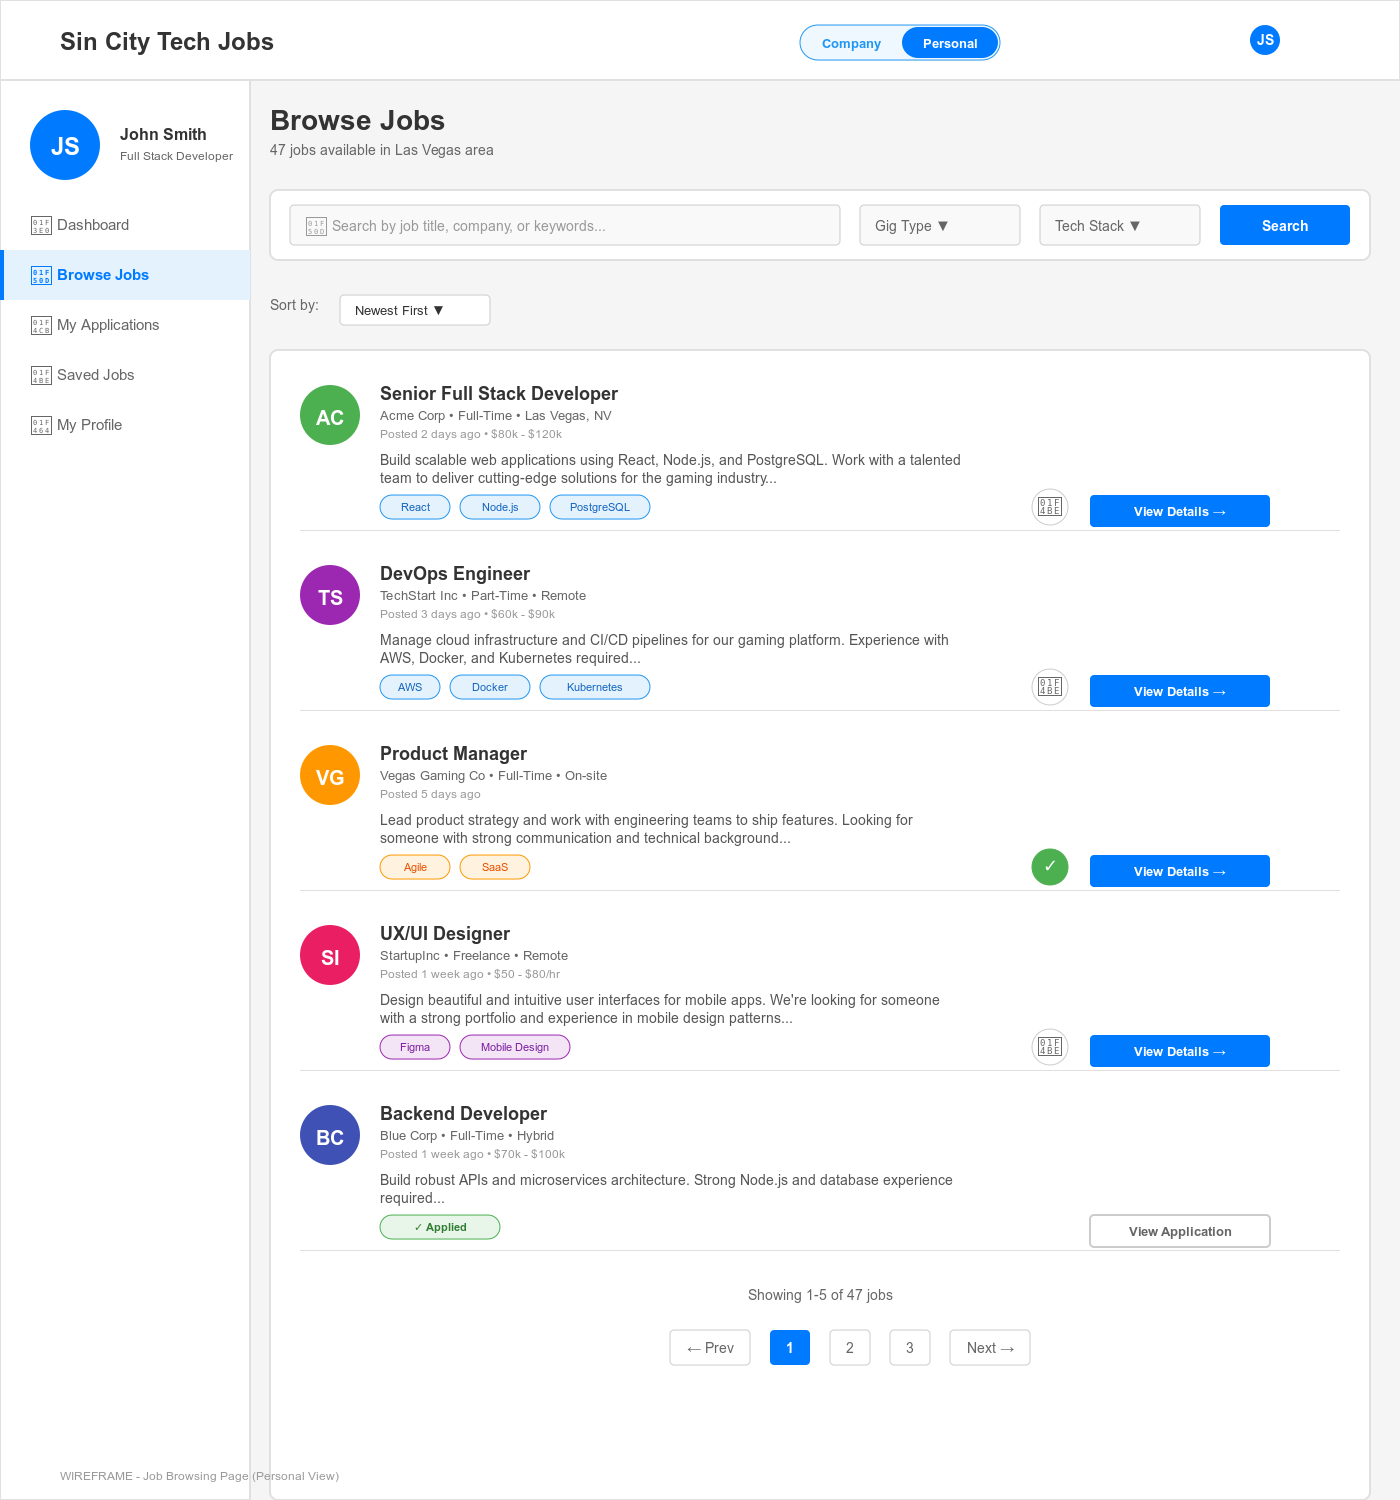 Sin City Tech Jobs
Company
Personal
JS
JS
John Smith
Full Stack Developer
Dashboard
Browse Jobs
My Applications
Saved Jobs
My Profile
Browse Jobs
47 jobs available in Las Vegas area
Search by job title, company, or keywords...
Gig Type ▼
Tech Stack ▼
Search
Sort by:
Newest First ▼
AC
Senior Full Stack Developer
Acme Corp • Full-Time • Las Vegas, NV
Posted 2 days ago • $80k - $120k
Build scalable web applications using React, Node.js, and PostgreSQL. Work with a talented
team to deliver cutting-edge solutions for the gaming industry...
React
Node.js
PostgreSQL
View Details →
TS
DevOps Engineer
TechStart Inc • Part-Time • Remote
Posted 3 days ago • $60k - $90k
Manage cloud infrastructure and CI/CD pipelines for our gaming platform. Experience with
AWS, Docker, and Kubernetes required...
AWS
Docker
Kubernetes
View Details →
VG
Product Manager
Vegas Gaming Co • Full-Time • On-site
Posted 5 days ago
Lead product strategy and work with engineering teams to ship features. Looking for
someone with strong communication and technical background...
Agile
SaaS
✓
View Details →
SI
UX/UI Designer
StartupInc • Freelance • Remote
Posted 1 week ago • $50 - $80/hr
Design beautiful and intuitive user interfaces for mobile apps. We're looking for someone
with a strong portfolio and experience in mobile design patterns...
Figma
Mobile Design
View Details →
BC
Backend Developer
Blue Corp • Full-Time • Hybrid
Posted 1 week ago • $70k - $100k
Build robust APIs and microservices architecture. Strong Node.js and database experience
required...
✓ Applied
View Application
Showing 1-5 of 47 jobs
← Prev
1
2
3
Next →
WIREFRAME - Job Browsing Page (Personal View)